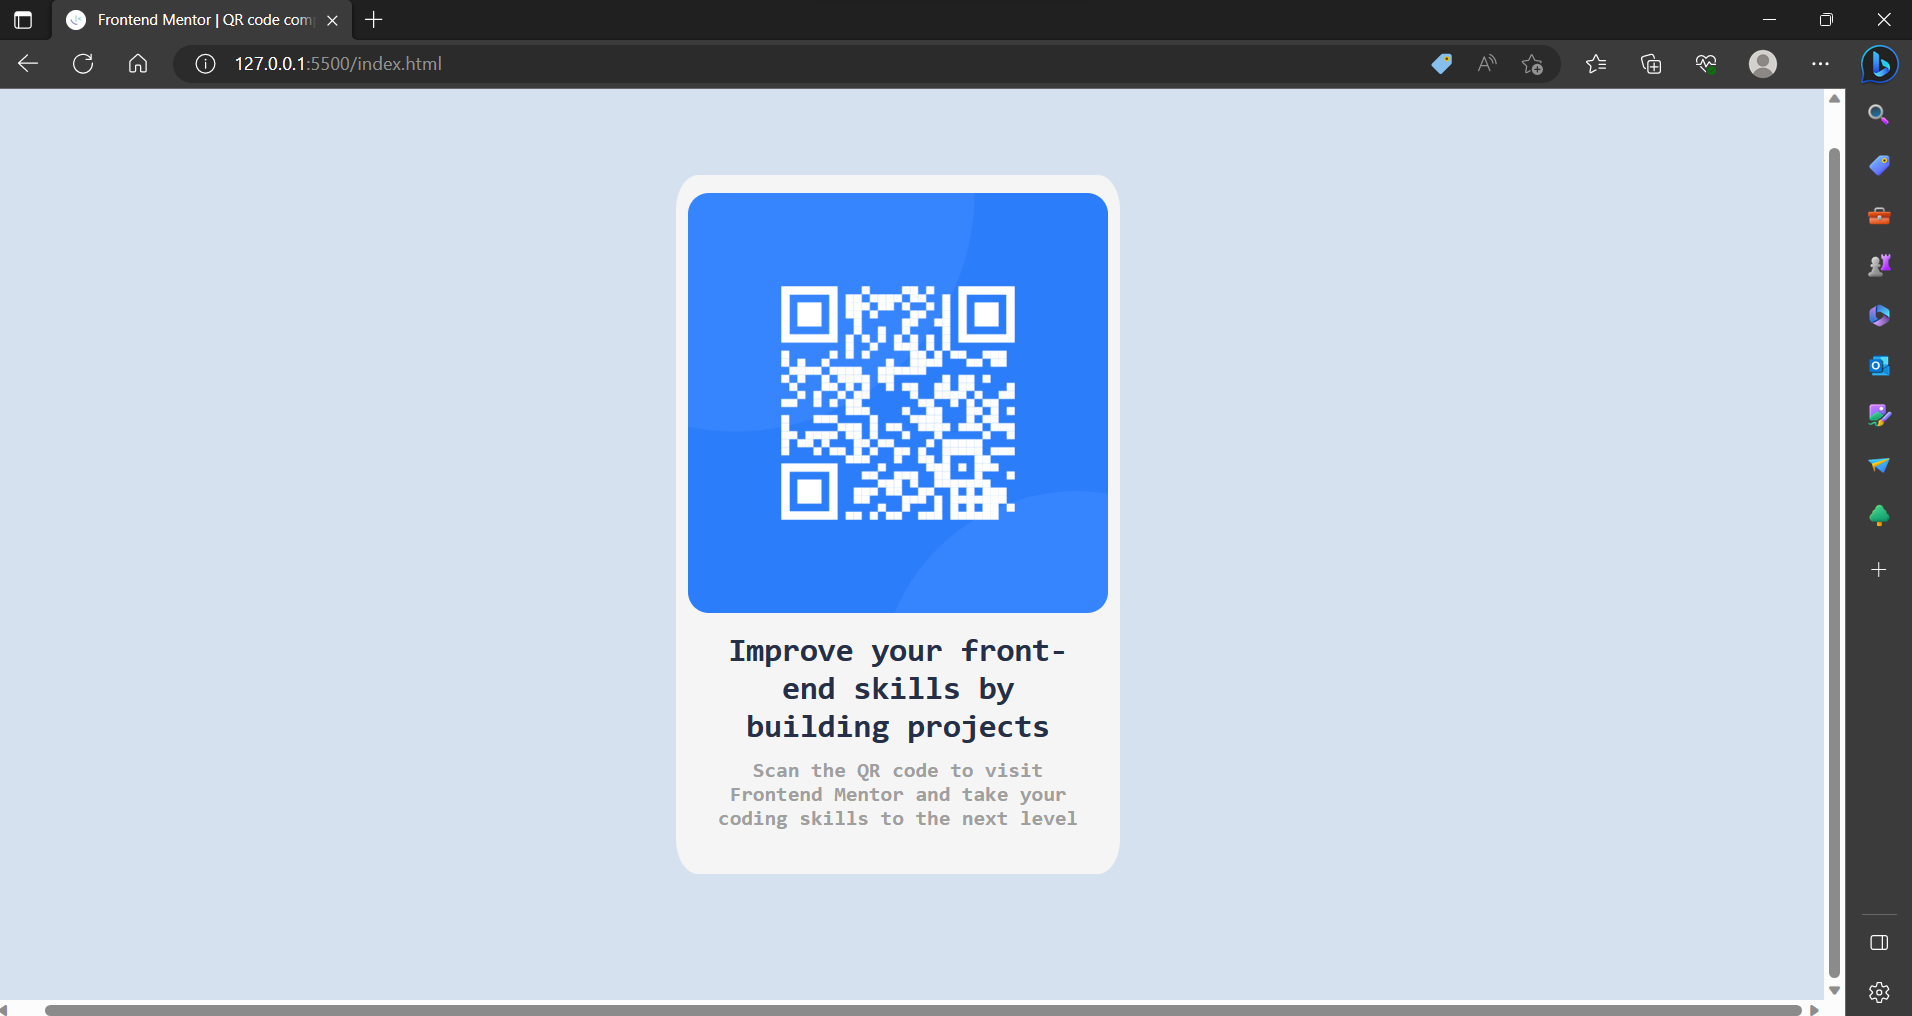 Frontend Mentor | QR code com
127.0.0.1:5500/index.html
Improve your front-
end skills by
building projects
Scan the QR code to visit
Frontend Mentor and take your
coding skills to the next level